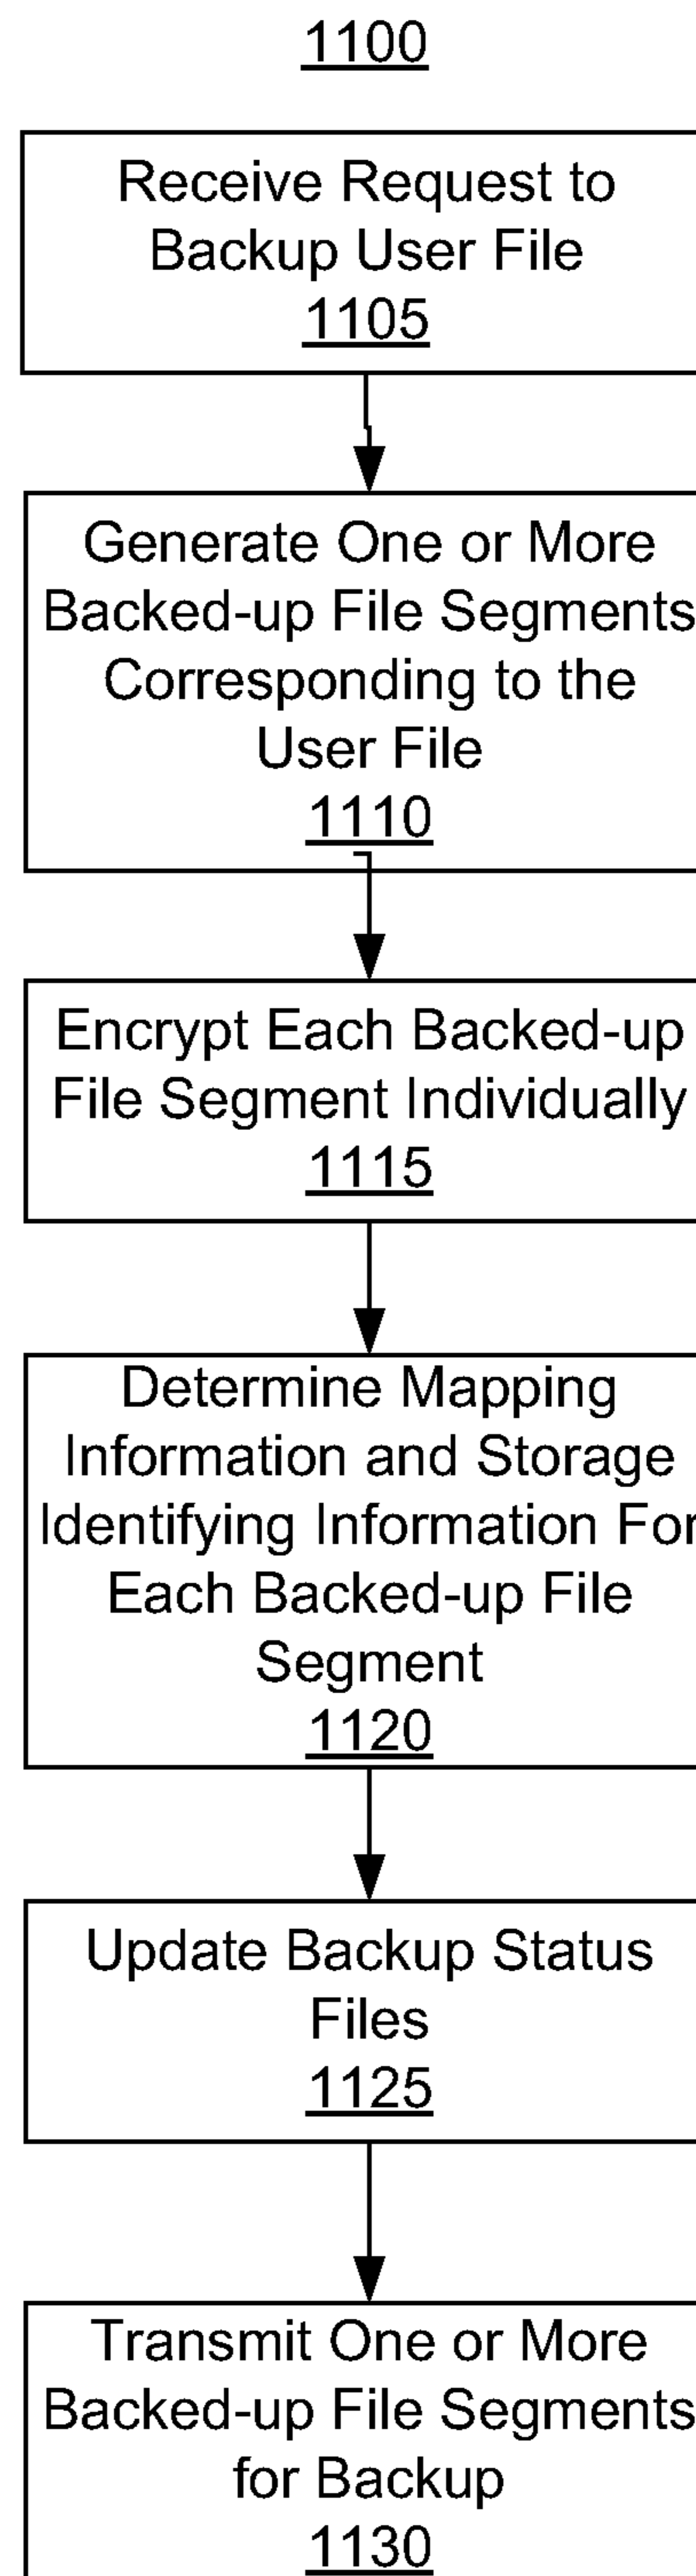 1100
Receive Request to
Backup User File
1105
Generate One or More
Backed-up File Segments
Corresponding to the
User File
1110
Encrypt Each Backed-up
File Segment Individually
1115
Determine Mapping
Information and Storage
Identifying Information For
Each Backed-up File
Segment
1120
Update Backup Status
Files
1125
Transmit One or More
Backed-up File Segments
for Backup
1130